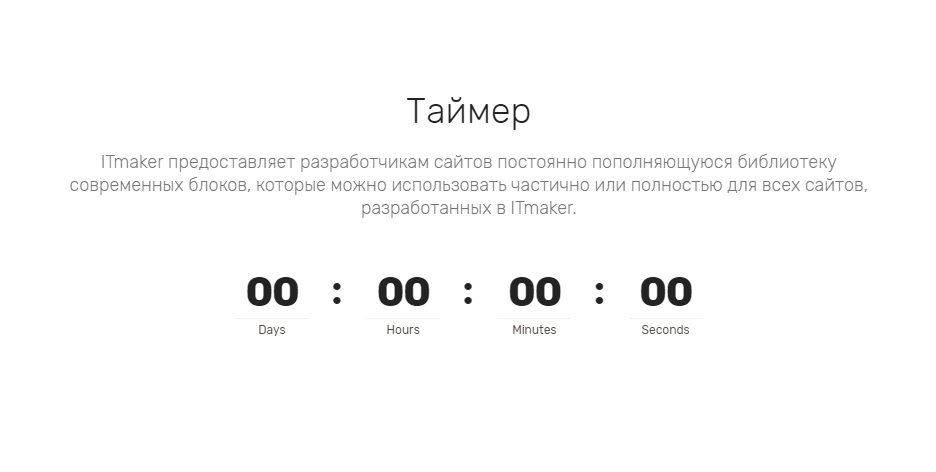 Таймер
ITmaker предоставляет разработчикам сайтов постоянно пополняющуюся библиотеку
современных блоков, которые можно использовать частично или полностью для всех сайтов,
разработанных в ITmaker.
00 : 00 : 00 : 00
Days Hours Minutes Seconds